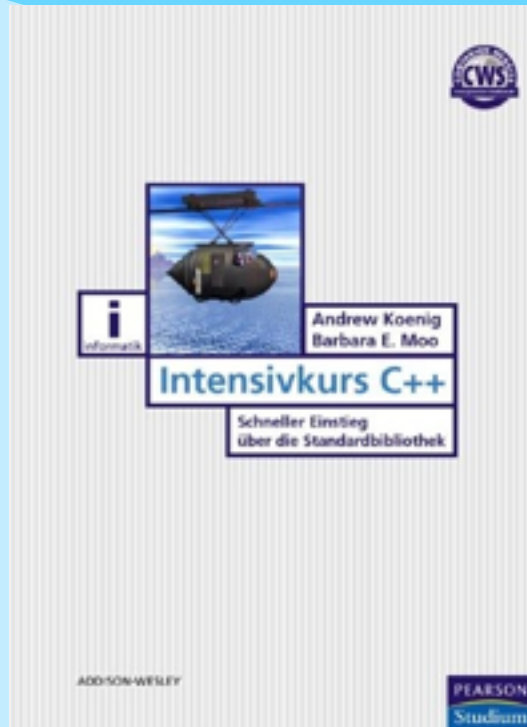 CWS
i
informatik
Andrew Koenig
Barbara E. Moo
Intensivkurs C++
Schneller Einstieg
über die Standardbibliothek
ADDISON-WESLEY
PEARSON
Studium